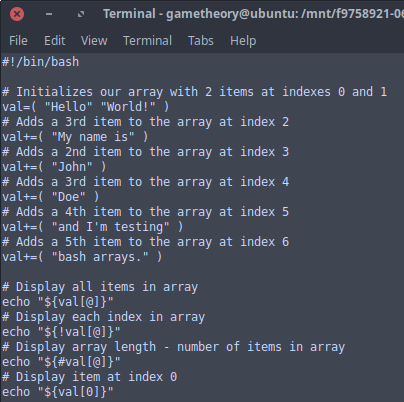 Terminal - gametheory@ubuntu: /mnt/f9758921-06
File Edit View Terminal Tabs Help
#!/bin/bash
# Initializes our array with 2 items at indexes 0 and 1
val=( "Hello" "World!" )
# Adds a 3rd item to the array at index 2
val+=( "My name is" )
# Adds a 2nd item to the array at index 3
val+=( "John" )
# Adds a 3rd item to the array at index 4
val+=( "Doe" )
# Adds a 4th item to the array at index 5
val+=( "and I'm testing" )
# Adds a 5th item to the array at index 6
val+=( "bash arrays." )
# Display all items in array
echo "${val[@]}"
# Display each index in array
echo "${!val[@]}"
# Display array length - number of items in array
echo "${#val[@]}"
# Display item at index 0
echo "${val[0]}"